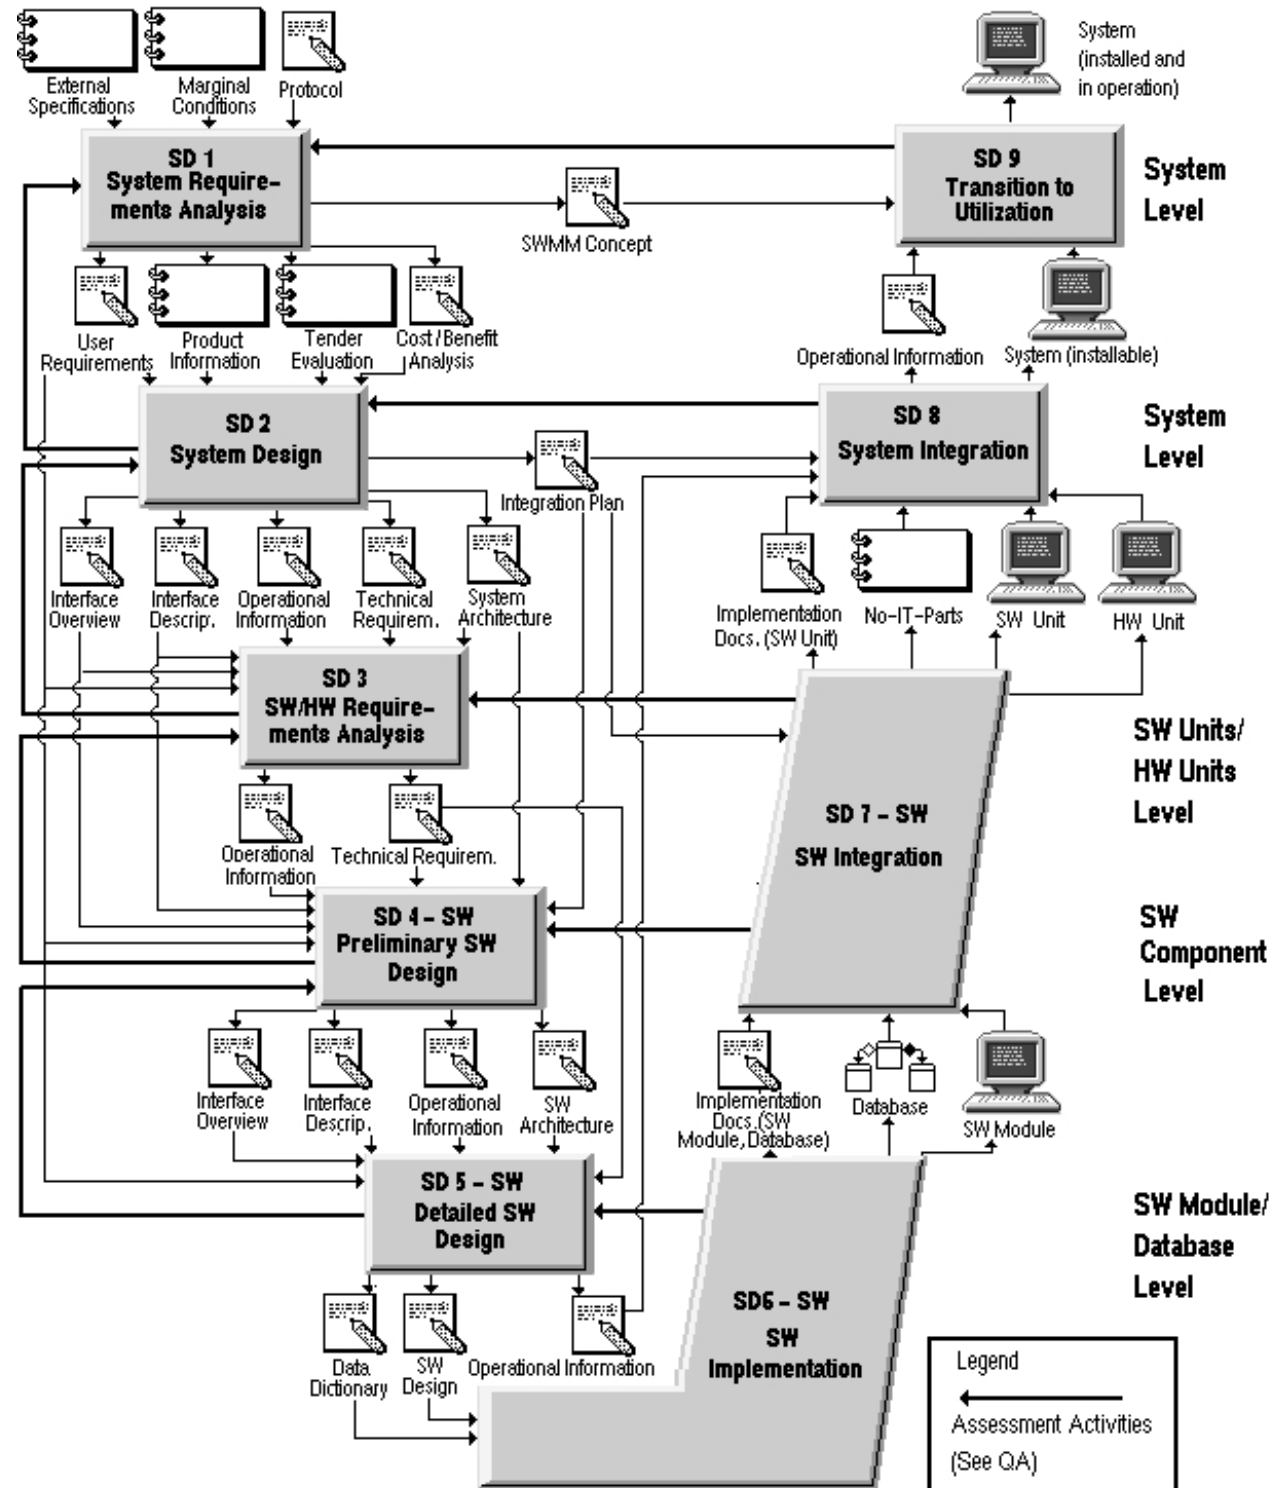 External
Specifications
Marginal
Conditions
Protocol
System
(installed and
in operation)
SD 1
System Require-
ments Analysis
SD 9
Transition to
Utilization
System
Level
SWMM Concept
User
Requirements
Product
Information
Tender
Evaluation
Cost/Benefit
Analysis
Operational Information
System (installable)
SD 2
System Design
SD 8
System Integration
System
Level
Integration Plan
Interface
Overview
Interface
Descrip.
Operational
Information
Technical
Requirem.
System
Architecture
Implementation
Docs. (SW Unit)
No-IT-Parts
SW Unit
HW Unit
SD 3
SW/HW Require-
ments Analysis
SW Units/
HW Units
Level
SD 7 - SW
SW Integration
Operational
Information
Technical Requirem.
SD 4 - SW
Preliminary SW
Design
SW
Component
Level
Interface
Overview
Interface
Descrip.
Operational
Information
SW
Architecture
Implementation
Docs.(SW
Module, Database)
Database
SW Module
SD 5 - SW
Detailed SW
Design
SW Module/
Database
Level
SD6 - SW
SW
Implementation
Data
Dictionary
SW
Design
Operational Information
Legend
Assessment Activities
(See QA)